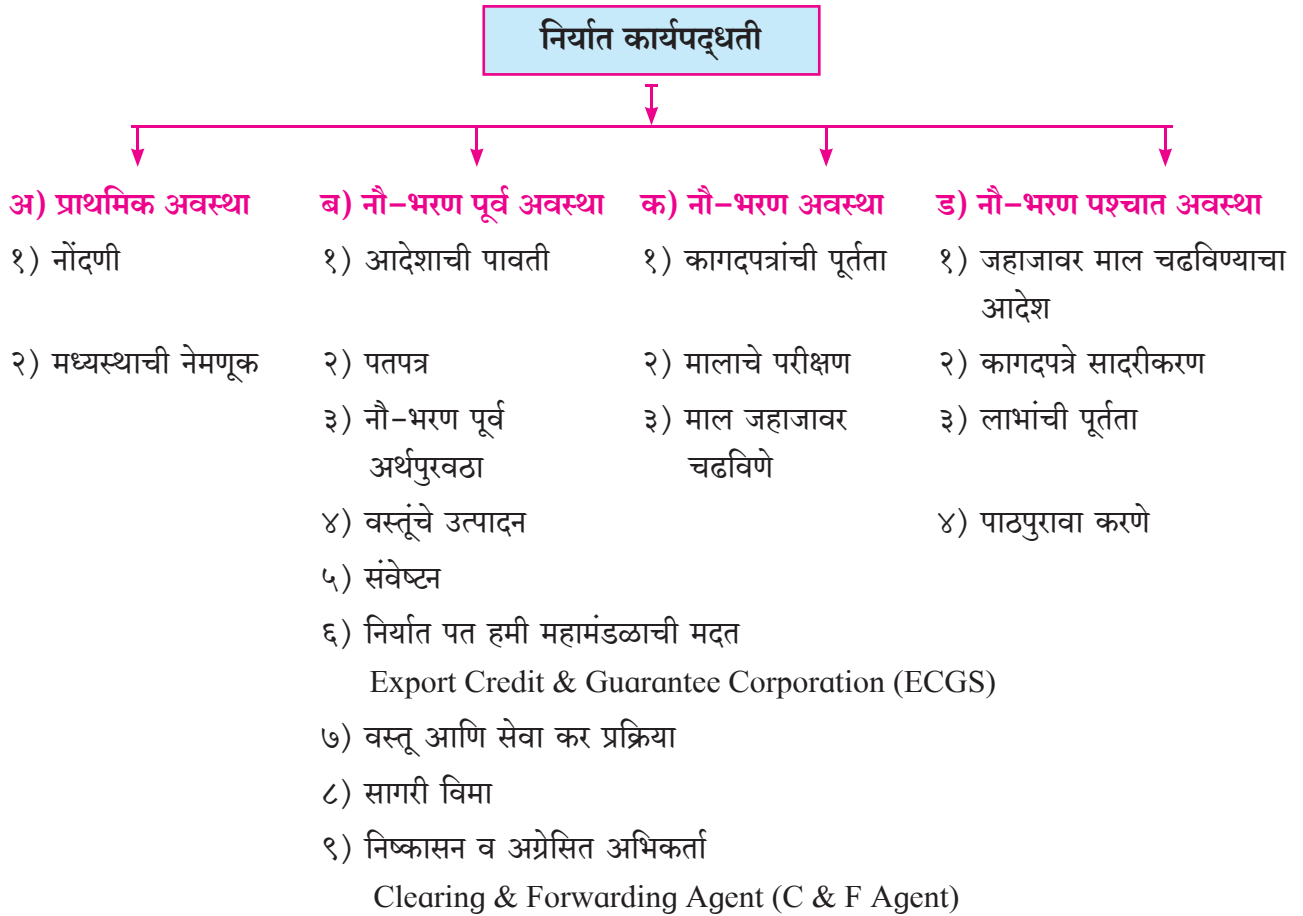 निर्यात कार्यपद्धती
अ) प्राथमिक अवस्था
१) नोंदणी
२) मध्यस्थाची नेमणूक
ब) नौ-भरण पूर्व अवस्था
१) आदेशाची पावती
२) पतपत्र
३) नौ-भरण पूर्व
अर्थपुरवठा
४) वस्तूंचे उत्पादन
५) संवेष्टन
६) निर्यात पत हमी महामंडळाची मदत
Export Credit & Guarantee Corporation (ECGS)
७) वस्तू आणि सेवा कर प्रक्रिया
८) सागरी विमा
९) निष्कासन व अग्रेसित अभिकर्ता
Clearing & Forwarding Agent (C & F Agent)
क) नौ-भरण अवस्था
१) कागदपत्रांची पूर्तता
२) मालाचे परीक्षण
३) माल जहाजावर
चढविणे
ड) नौ-भरण पश्चात अवस्था
१) जहाजावर माल चढविण्याचा
आदेश
२) कागदपत्रे सादरीकरण
३) लाभांची पूर्तता
४) पाठपुरावा करणे